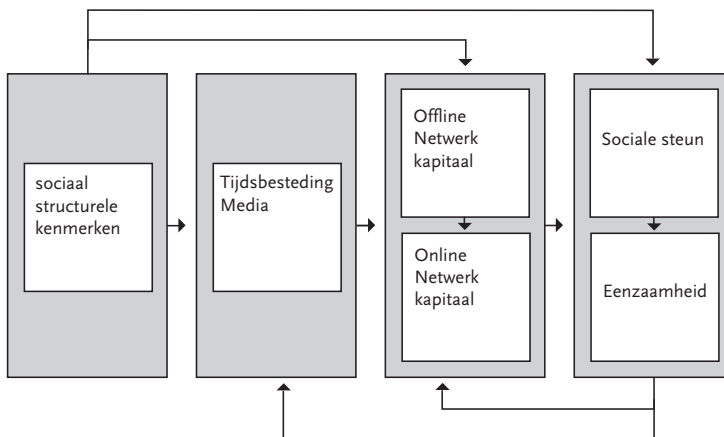 sociaal
structurele
kenmerken
Tijdsbesteding
Media
Offline
Netwerk
kapitaal
Online
Netwerk
kapitaal
Sociale steun
Eenzaamheid